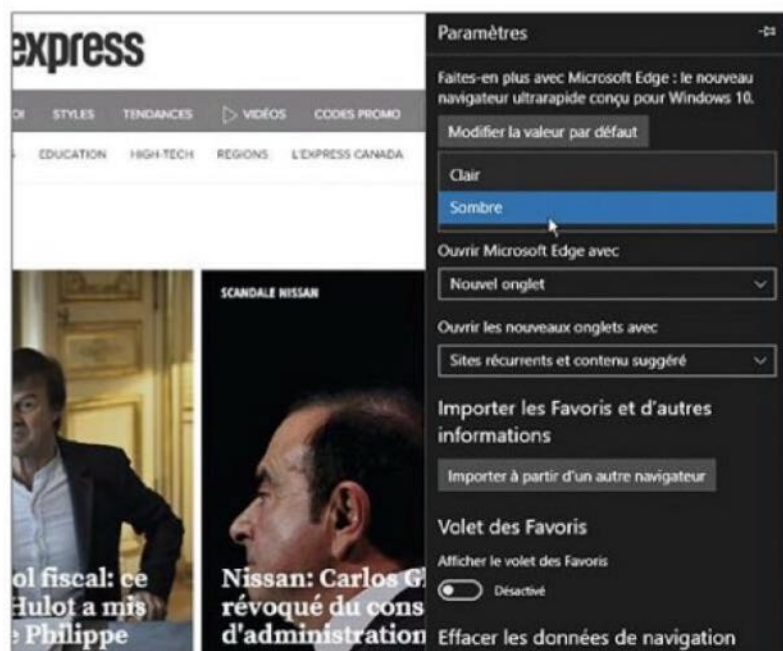 express
OI STYLES TENDANCES VIDÉOS CODES PROMO
EDUCATION HIGH-TECH REGIONS L'EXPRESS CANADA
ol fiscal: ce
Hulot a mis
Philippe
SCANDALE NISSAN
Nissan: Carlos G
révoqué du cons
d'administration
Paramètres
Faites-en plus avec Microsoft Edge : le nouveau
navigateur ultrarapide conçu pour Windows 10.
Modifier la valeur par défaut
Clair
Sombre
Ouvrir Microsoft Edge avec
Nouvel onglet
Ouvrir les nouveaux onglets avec
Sites récurrents et contenu suggéré
Importer les Favoris et d'autres
informations
Importer à partir d'un autre navigateur
Volet des Favoris
Afficher le volet des Favoris
Désactivé
Effacer les données de navigation